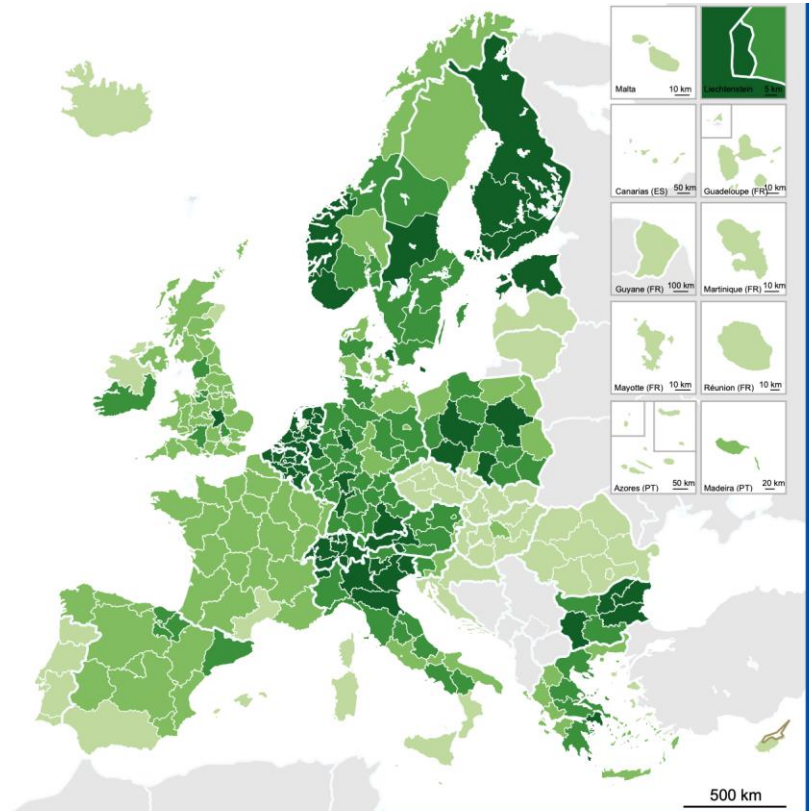 Malta
10 km
Liechtenstein
5 km
Canarias (ES)
50 km
Guadeloupe (FR)
10 km
Guyane (FR)
100 km
Martinique (FR)
10 km
Mayotte (FR)
10 km
Réunion (FR)
10 km
Azores (PT)
50 km
Madeira (PT)
20 km
500 km